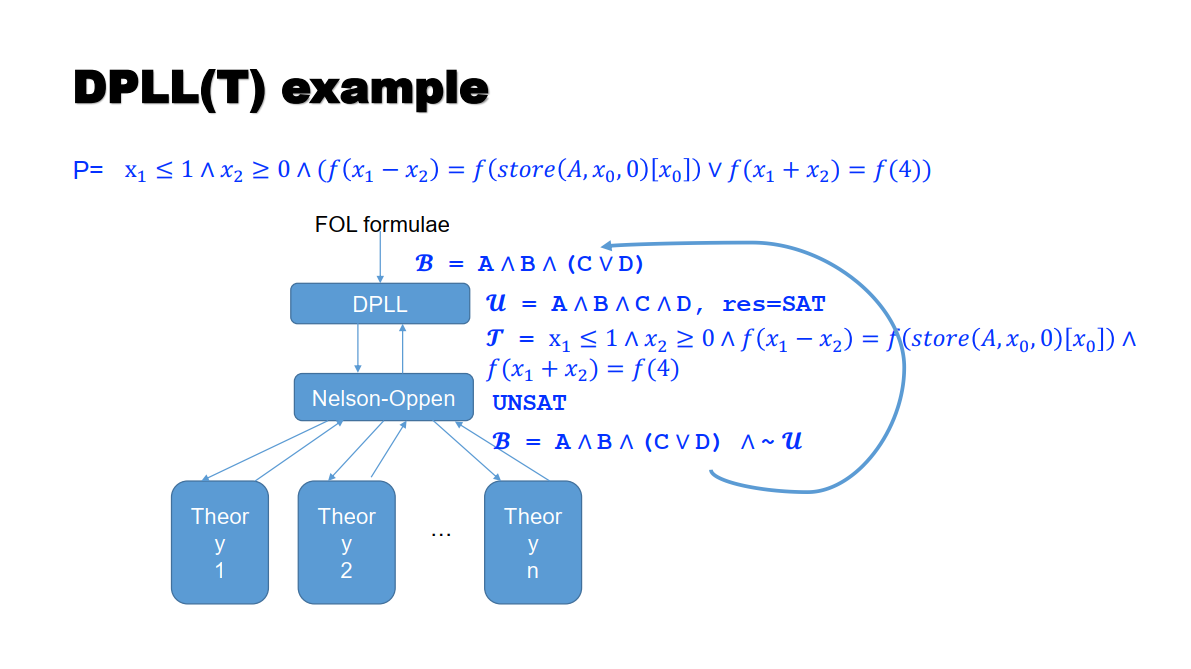 DPLL(T) example
P= x₁ ≤ 1 ∧ x₂ ≥ 0 ∧ (f(x₁ − x₂) = f(store(A, x₀, 0)[x₀]) ∨ f(x₁ + x₂) = f(4))
FOL formulae
ℬ = A ∧ B ∧ (C ∨ D)
DPLL
𝒰 = A ∧ B ∧ C ∧ D, res=SAT
𝒯 = x₁ ≤ 1 ∧ x₂ ≥ 0 ∧ f(x₁ − x₂) = f(store(A, x₀, 0)[x₀]) ∧
f(x₁ + x₂) = f(4)
Nelson-Oppen
UNSAT
ℬ = A ∧ B ∧ (C ∨ D) ∧ ~ 𝒰
Theor
y
1
Theor
y
2
...
Theor
y
n